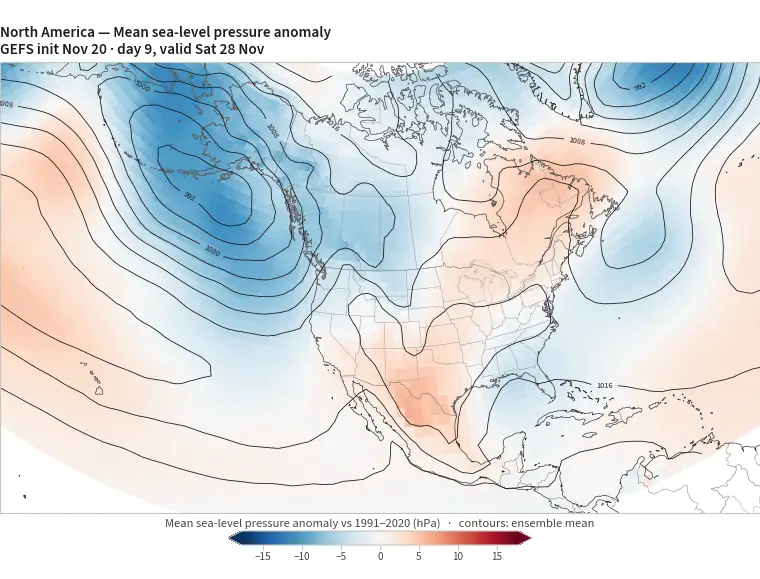 North America — Mean sea-level pressure anomaly
GEFS init Nov 20 · day 9, valid Sat 28 Nov
1000
992
008
1008
1008
992
1000
1016
Mean sea-level pressure anomaly vs 1991–2020 (hPa) · contours: ensemble mean
−15 −10 −5 0 5 10 15